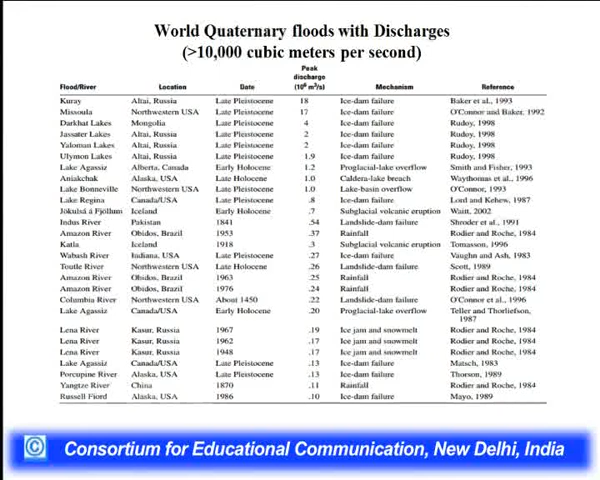 World Quaternary floods with Discharges
(>10,000 cubic meters per second)
Peak
discharge
Flood/River Location Date (10⁶ m³/s) Mechanism Reference
Kuray Altai, Russia Late Pleistocene 18 Ice-dam failure Baker et al., 1993
Missoula Northwestern USA Late Pleistocene 17 Ice-dam failure O'Connor and Baker, 1992
Darkhat Lakes Mongolia Late Pleistocene 4 Ice-dam failure Rudoy, 1998
Jassater Lakes Altai, Russia Late Pleistocene 2 Ice-dam failure Rudoy, 1998
Yaloman Lakes Altai, Russia Late Pleistocene 2 Ice-dam failure Rudoy, 1998
Ulymon Lakes Altai, Russia Late Pleistocene 1.9 Ice-dam failure Rudoy, 1998
Lake Agassiz Alberta, Canada Early Holocene 1.2 Proglacial-lake overflow Smith and Fisher, 1993
Aniakchak Alaska, USA Late Holocene 1.0 Caldera-lake breach Waythomas et al., 1996
Lake Bonneville Northwestern USA Late Pleistocene 1.0 Lake-basin overflow O'Connor, 1993
Lake Regina Canada/USA Late Pleistocene .8 Ice-dam failure Lord and Kehew, 1987
Jökulsá á Fjöllum Iceland Early Holocene .7 Subglacial volcanic eruption Waitt, 2002
Indus River Pakistan 1841 .54 Landslide-dam failure Shroder et al., 1991
Amazon River Obidos, Brazil 1953 .37 Rainfall Rodier and Roche, 1984
Katla Iceland 1918 .3 Subglacial volcanic eruption Tomasson, 1996
Wabash River Indiana, USA Late Pleistocene .27 Ice-dam failure Vaughn and Ash, 1983
Toutle River Northwestern USA Late Holocene .26 Landslide-dam failure Scott, 1989
Amazon River Obidos, Brazil 1963 .25 Rainfall Rodier and Roche, 1984
Amazon River Obidos, Brazil 1976 .24 Rainfall Rodier and Roche, 1984
Columbia River Northwestern USA About 1450 .22 Landslide-dam failure O'Connor et al., 1996
Lake Agassiz Canada/USA Early Holocene .20 Proglacial-lake overflow Teller and Thorliefson,
1987
Lena River Kasur, Russia 1967 .19 Ice jam and snowmelt Rodier and Roche, 1984
Lena River Kasur, Russia 1962 .17 Ice jam and snowmelt Rodier and Roche, 1984
Lena River Kasur, Russia 1948 .17 Ice jam and snowmelt Rodier and Roche, 1984
Lake Agassiz Canada/USA Late Pleistocene .13 Ice-dam failure Matsch, 1983
Porcupine River Alaska, USA Late Pleistocene .13 Ice-dam failure Thorson, 1989
Yangtze River China 1870 .11 Rainfall Rodier and Roche, 1984
Russell Fiord Alaska, USA 1986 .10 Ice-dam failure Mayo, 1989
© Consortium for Educational Communication, New Delhi, India